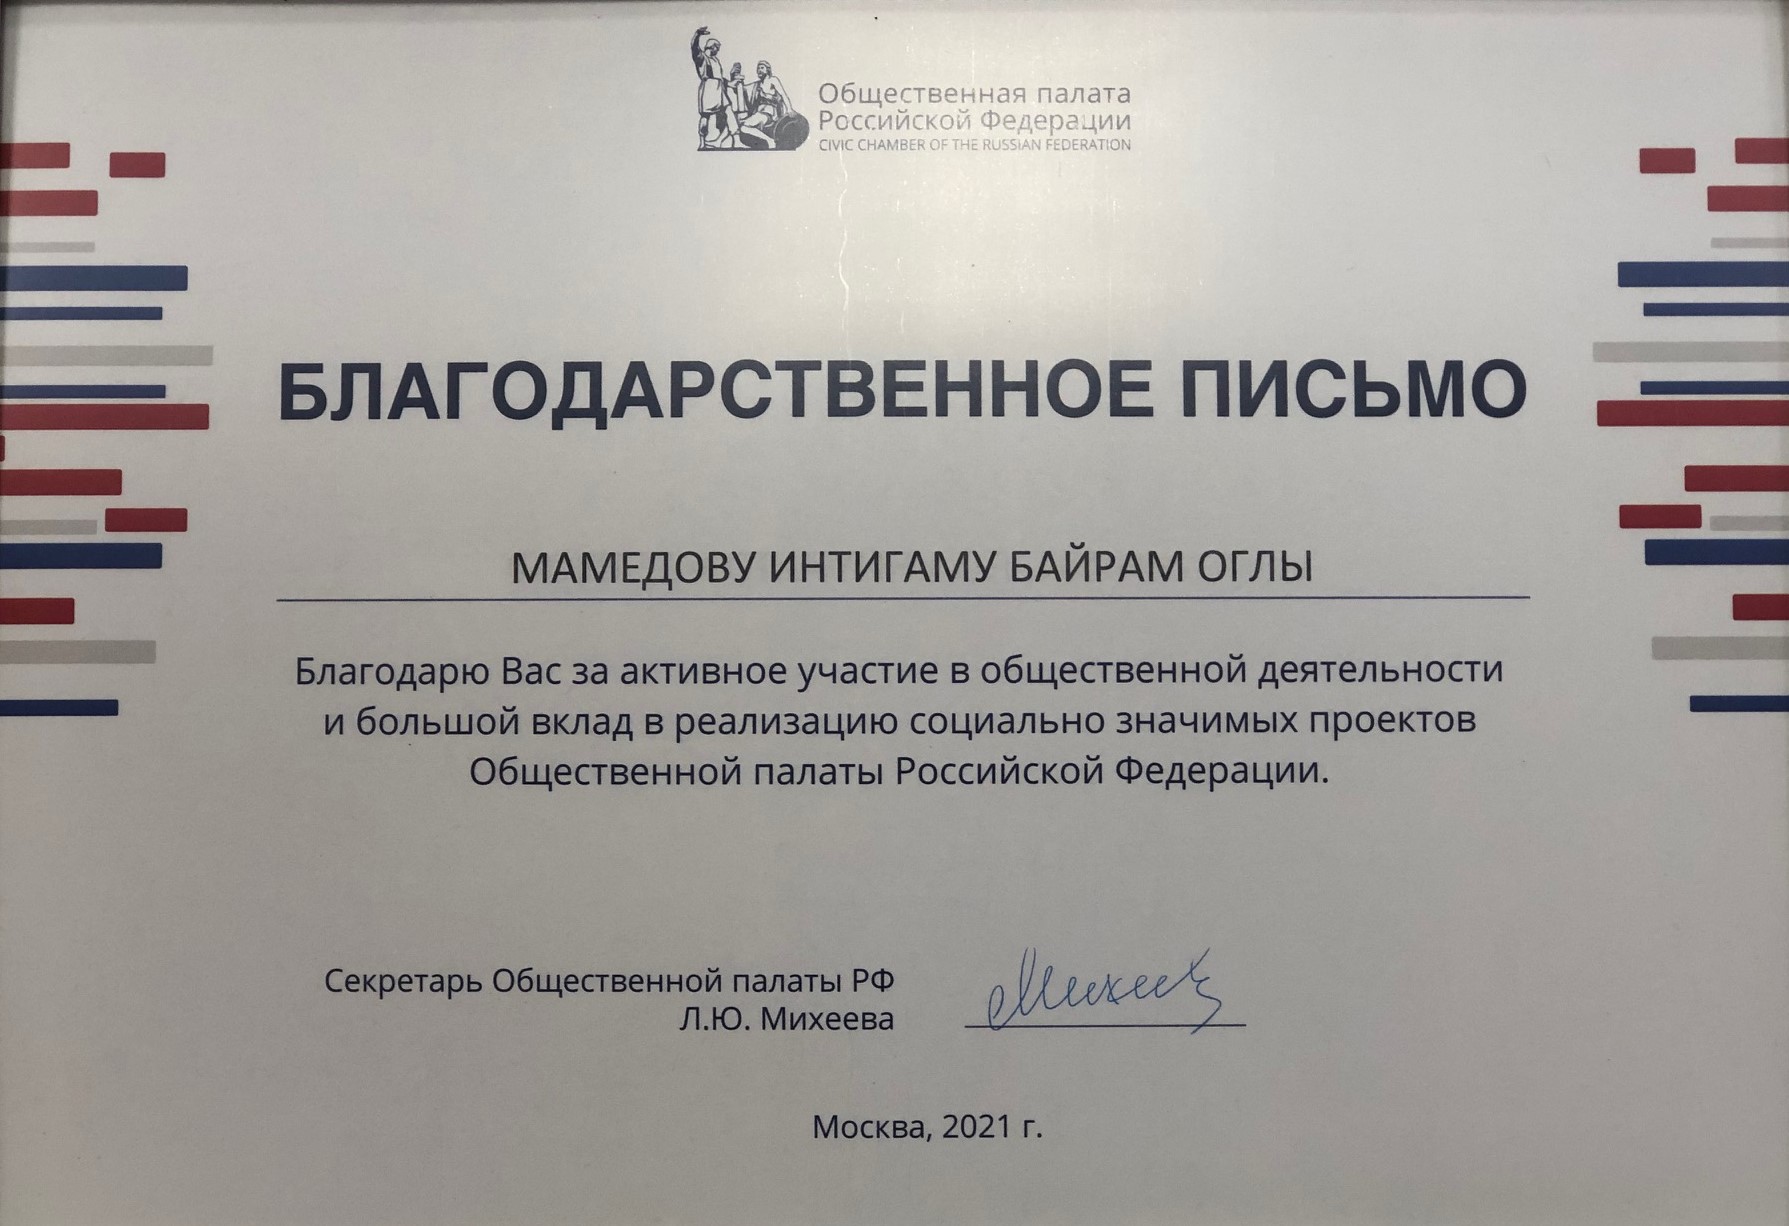 Общественная палата
Российской Федерации
CIVIC CHAMBER OF THE RUSSIAN FEDERATION
БЛАГОДАРСТВЕННОЕ ПИСЬМО
МАМЕДОВУ ИНТИГАМУ БАЙРАМ ОГЛЫ
Благодарю Вас за активное участие в общественной деятельности
и большой вклад в реализацию социально значимых проектов
Общественной палаты Российской Федерации.
Секретарь Общественной палаты РФ
Л.Ю. Михеева
Москва, 2021 г.